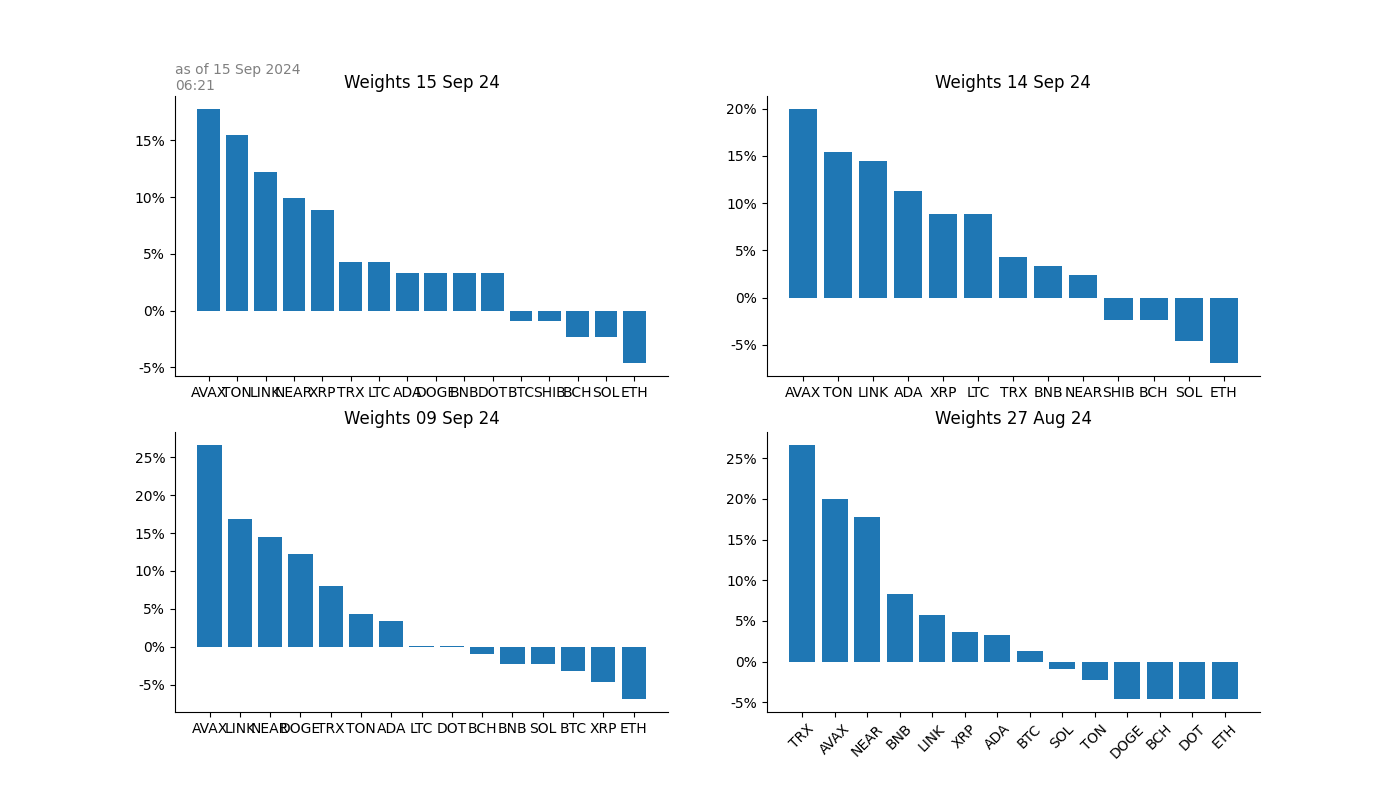 as of 15 Sep 2024
06:21
Weights 15 Sep 24
15%
10%
5%
0%
-5%
AVAX TON LINK NEAR XRP TRX LTC ADA DOGE BNB DOT BTC SHIB BCH SOL ETH
Weights 14 Sep 24
20%
15%
10%
5%
0%
-5%
AVAX TON LINK ADA XRP LTC TRX BNB NEAR SHIB BCH SOL ETH
Weights 09 Sep 24
25%
20%
15%
10%
5%
0%
-5%
AVAX LINK NEAR DOGE TRX TON ADA LTC DOT BCH BNB SOL BTC XRP ETH
Weights 27 Aug 24
25%
20%
15%
10%
5%
0%
-5%
TRX AVAX NEAR BNB LINK XRP ADA BTC SOL TON DOGE BCH DOT ETH